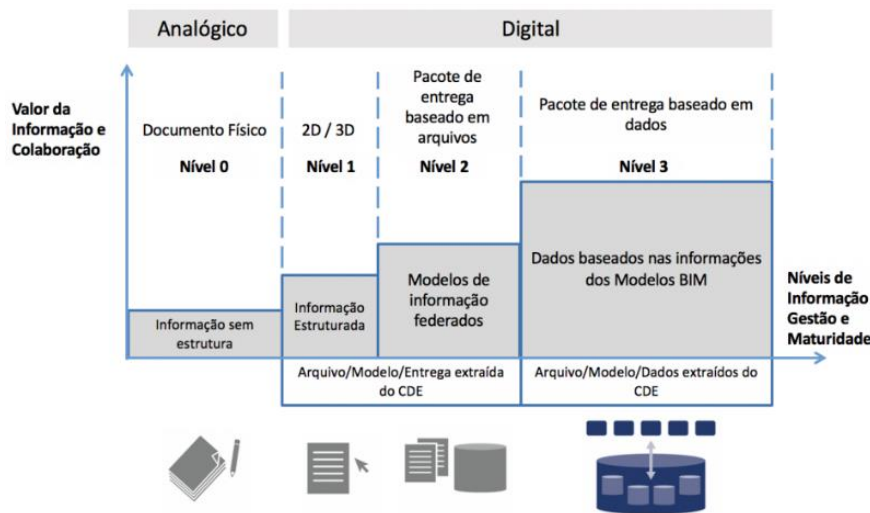 Analógico
Digital
Valor da
Informação e
Colaboração
Documento Físico
Nível 0
2D / 3D
Nível 1
Pacote de
entrega
baseado em
arquivos
Nível 2
Pacote de entrega baseado em
dados
Nível 3
Informação sem
estrutura
Informação
Estruturada
Modelos de
informação
federados
Dados baseados nas informações
dos Modelos BIM
Níveis de
Informação
Gestão e
Maturidade
Arquivo/Modelo/Entrega extraída
do CDE
Arquivo/Modelo/Dados extraídos do
CDE